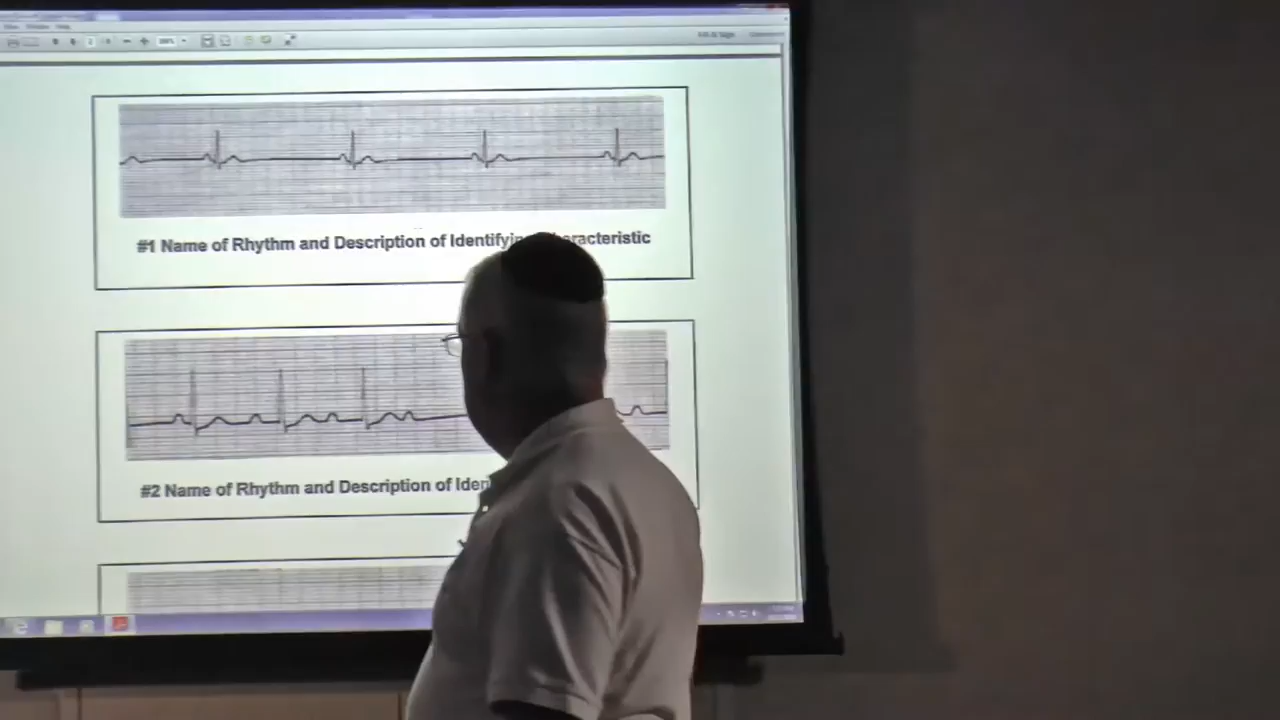 #1 Name of Rhythm and Description of Identifying Characteristic
#2 Name of Rhythm and Description of